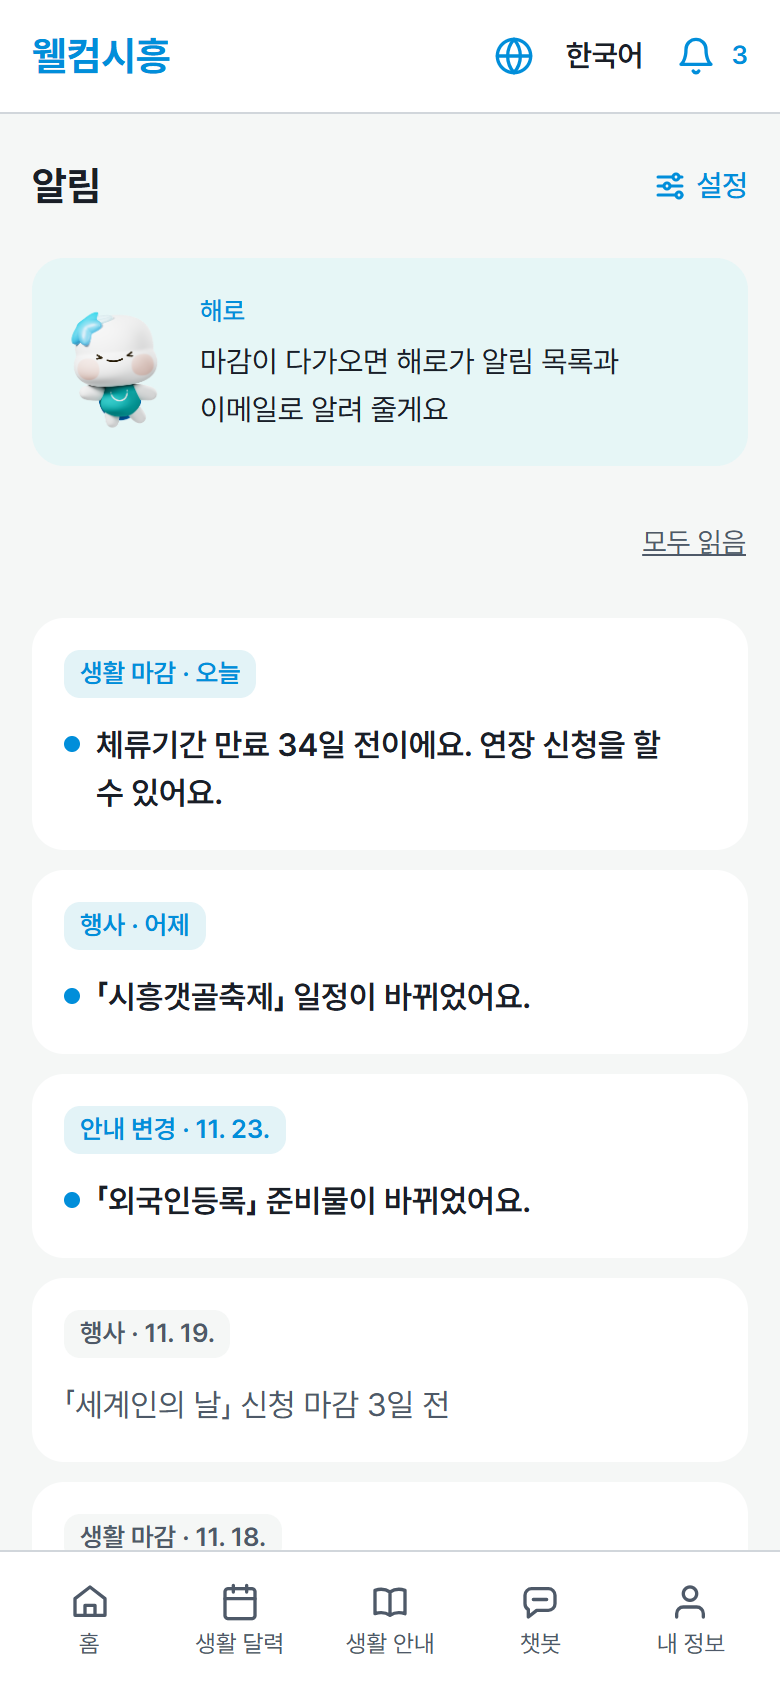 웰컴시흥
한국어
3
알림
설정
해로
마감이 다가오면 해로가 알림 목록과
이메일로 알려 줄게요
모두 읽음
생활 마감 · 오늘
체류기간 만료 34일 전이에요. 연장 신청을 할
수 있어요.
행사 · 어제
「시흥갯골축제」 일정이 바뀌었어요.
안내 변경 · 11. 23.
「외국인등록」 준비물이 바뀌었어요.
행사 · 11. 19.
「세계인의 날」 신청 마감 3일 전
생활 마감 · 11. 18.
홈
생활 달력
생활 안내
챗봇
내 정보